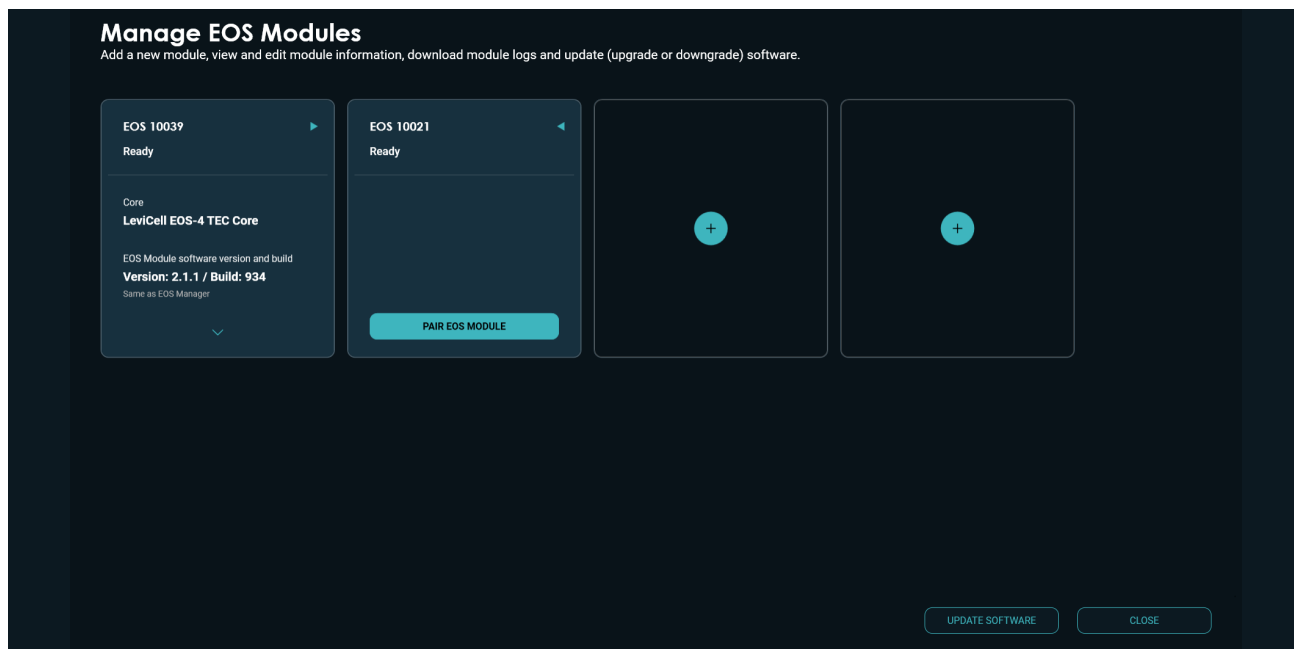 Manage EOS Modules
Add a new module, view and edit module information, download module logs and update (upgrade or downgrade) software.
EOS 10039
Ready
Core
LeviCell EOS-4 TEC Core
EOS Module software version and build
Version: 2.1.1 / Build: 934
Same as EOS Manager
EOS 10021
Ready
PAIR EOS MODULE
+
+
UPDATE SOFTWARE
CLOSE